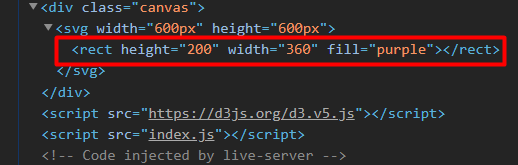 ▼<div class="canvas">
▼<svg width="600px" height="600px">
<rect height="200" width="360" fill="purple"></rect>
</svg>
</div>
<script src="https://d3js.org/d3.v5.js"></script>
<script src="index.js"></script>
<!-- Code injected by live-server -->